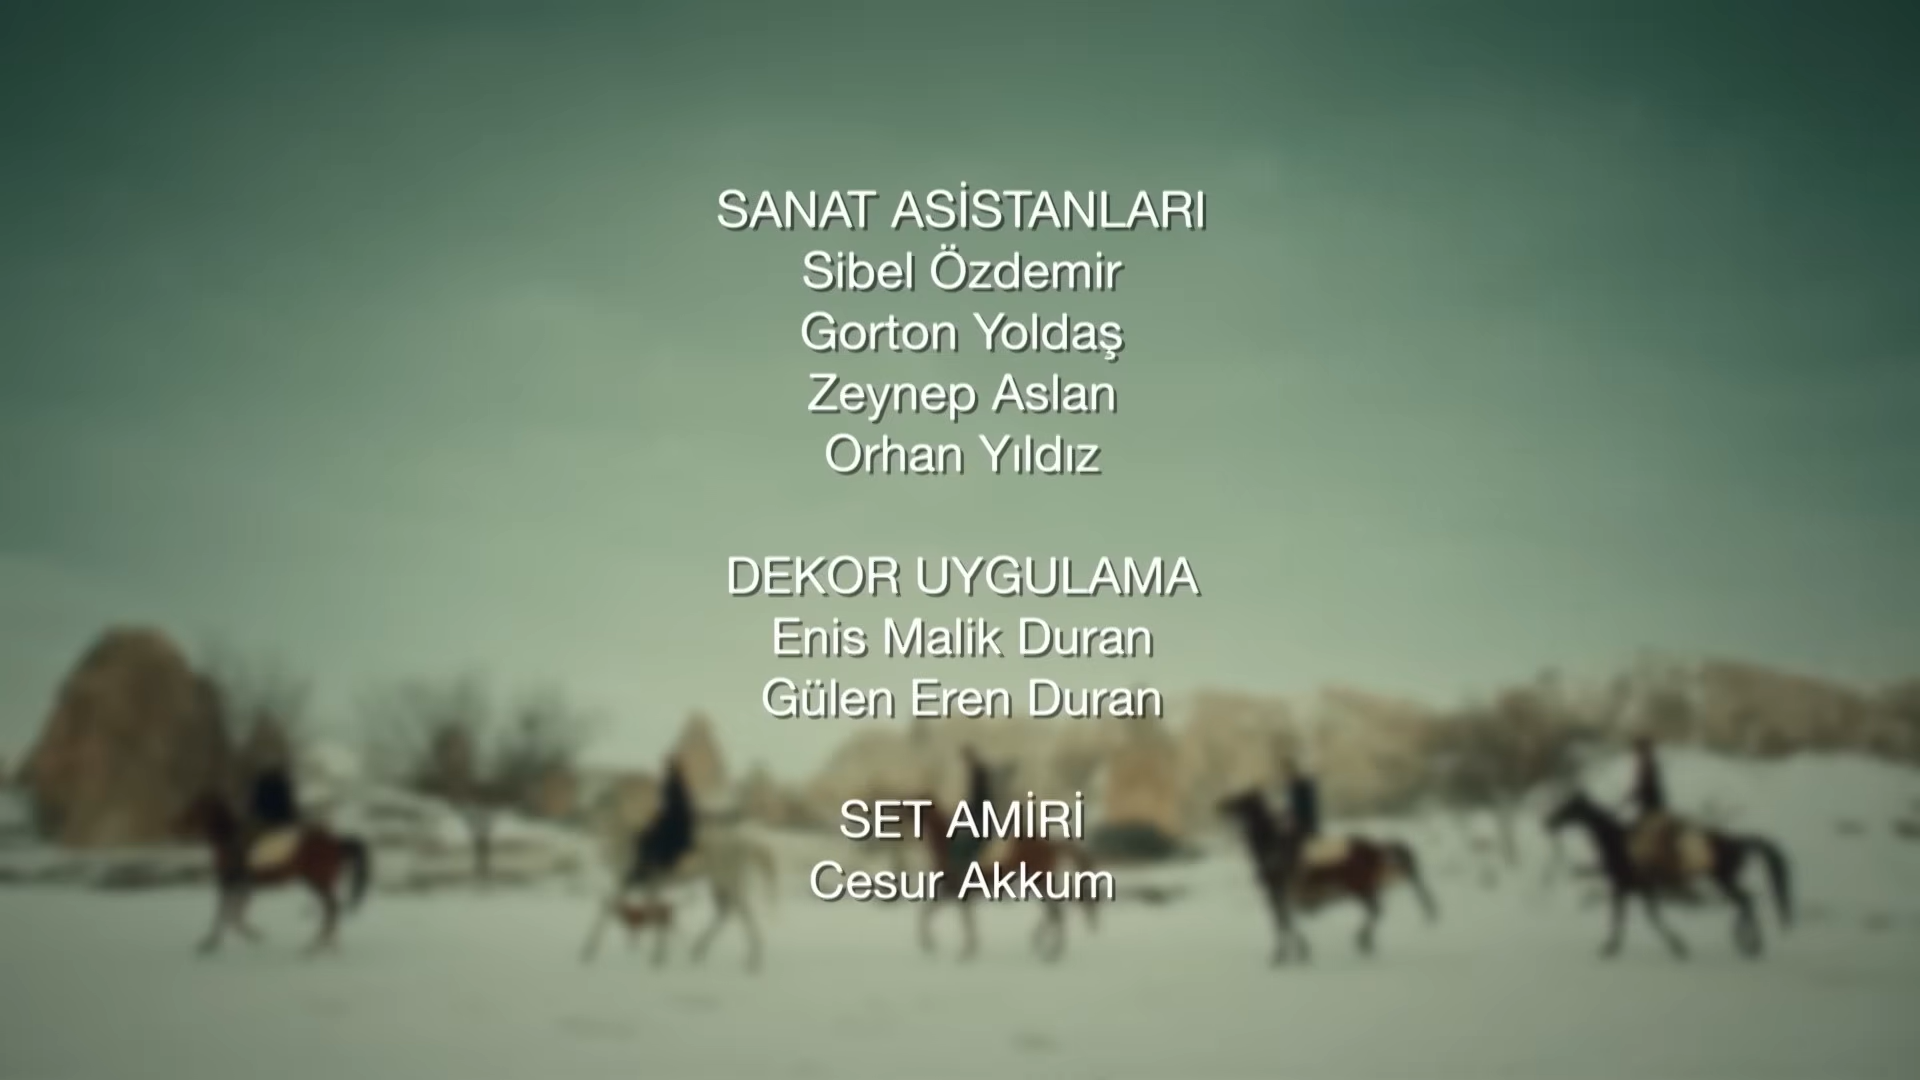 SANAT ASİSTANLARI
Sibel Özdemir
Gorton Yoldaş
Zeynep Aslan
Orhan Yıldız
DEKOR UYGULAMA
Enis Malik Duran
Gülen Eren Duran
SET AMİRİ
Cesur Akkum